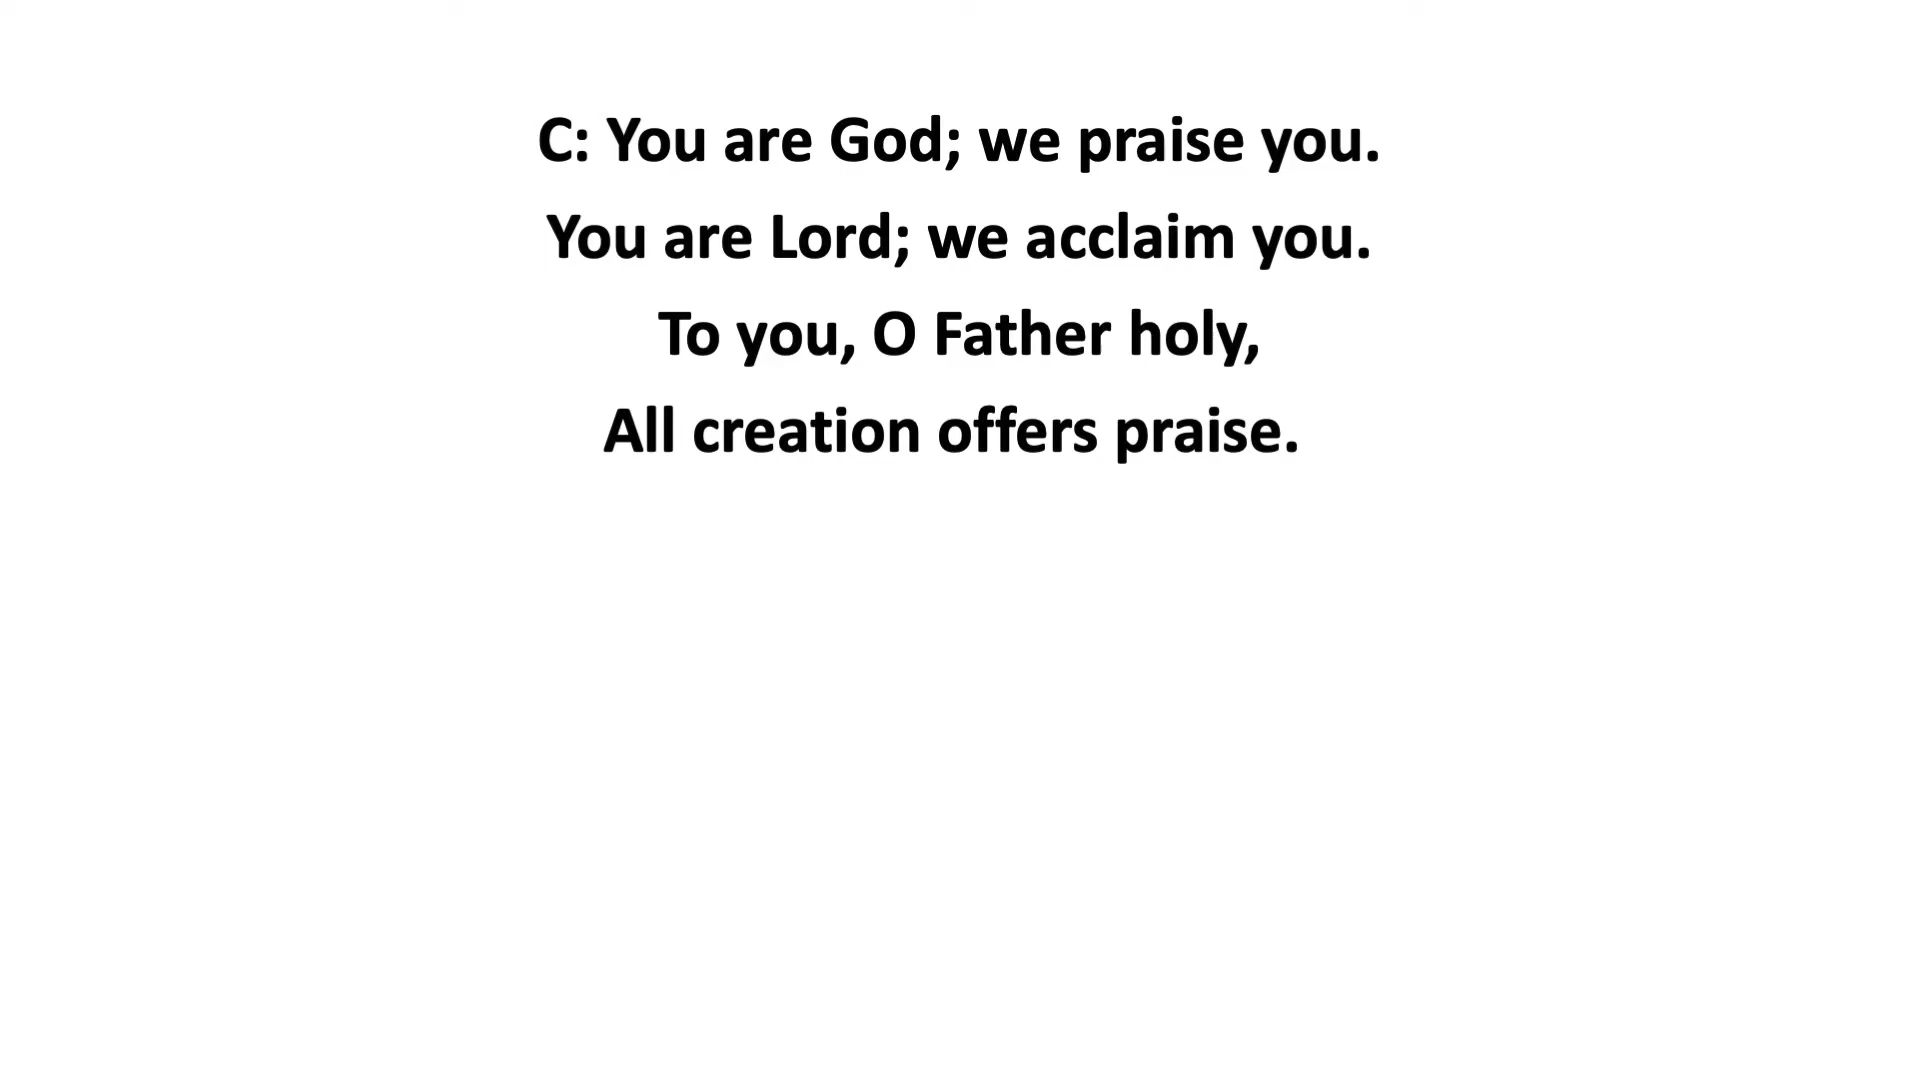 C: You are God; we praise you.
You are Lord; we acclaim you.
To you, O Father holy,
All creation offers praise.